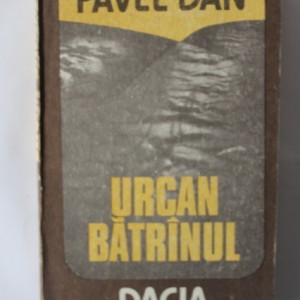 PAVEL DAN
URCAN
BĂTRÎNUL
DACIA